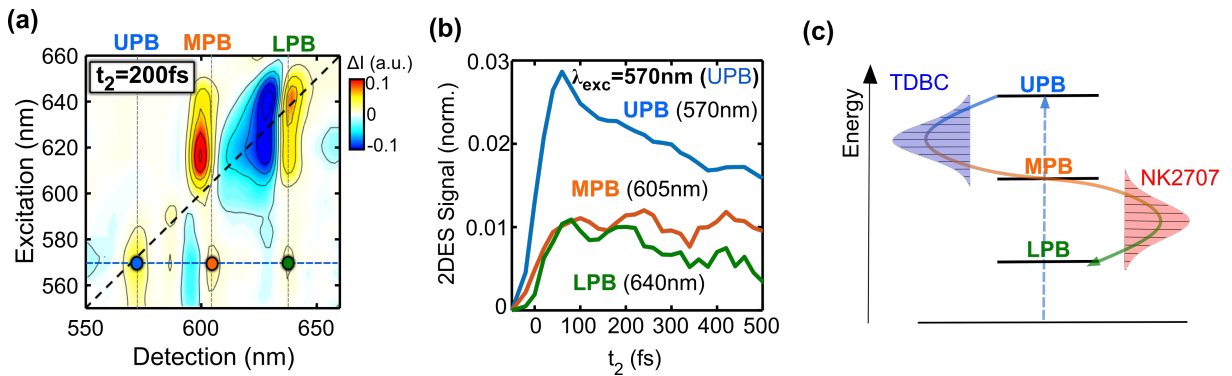 (a)
UPB MPB LPB
t2=200fs
ΔI (a.u.)
0.1
0
-0.1
660
640
620
600
580
560
Excitation (nm)
550 600 650
Detection (nm)
(b)
λexc=570nm (UPB)
UPB (570nm)
MPB (605nm)
LPB (640nm)
0.03
0.02
0.01
0
2DES Signal (norm.)
0 100 200 300 400 500
t2 (fs)
(c)
Energy
TDBC
UPB
MPB
NK2707
LPB